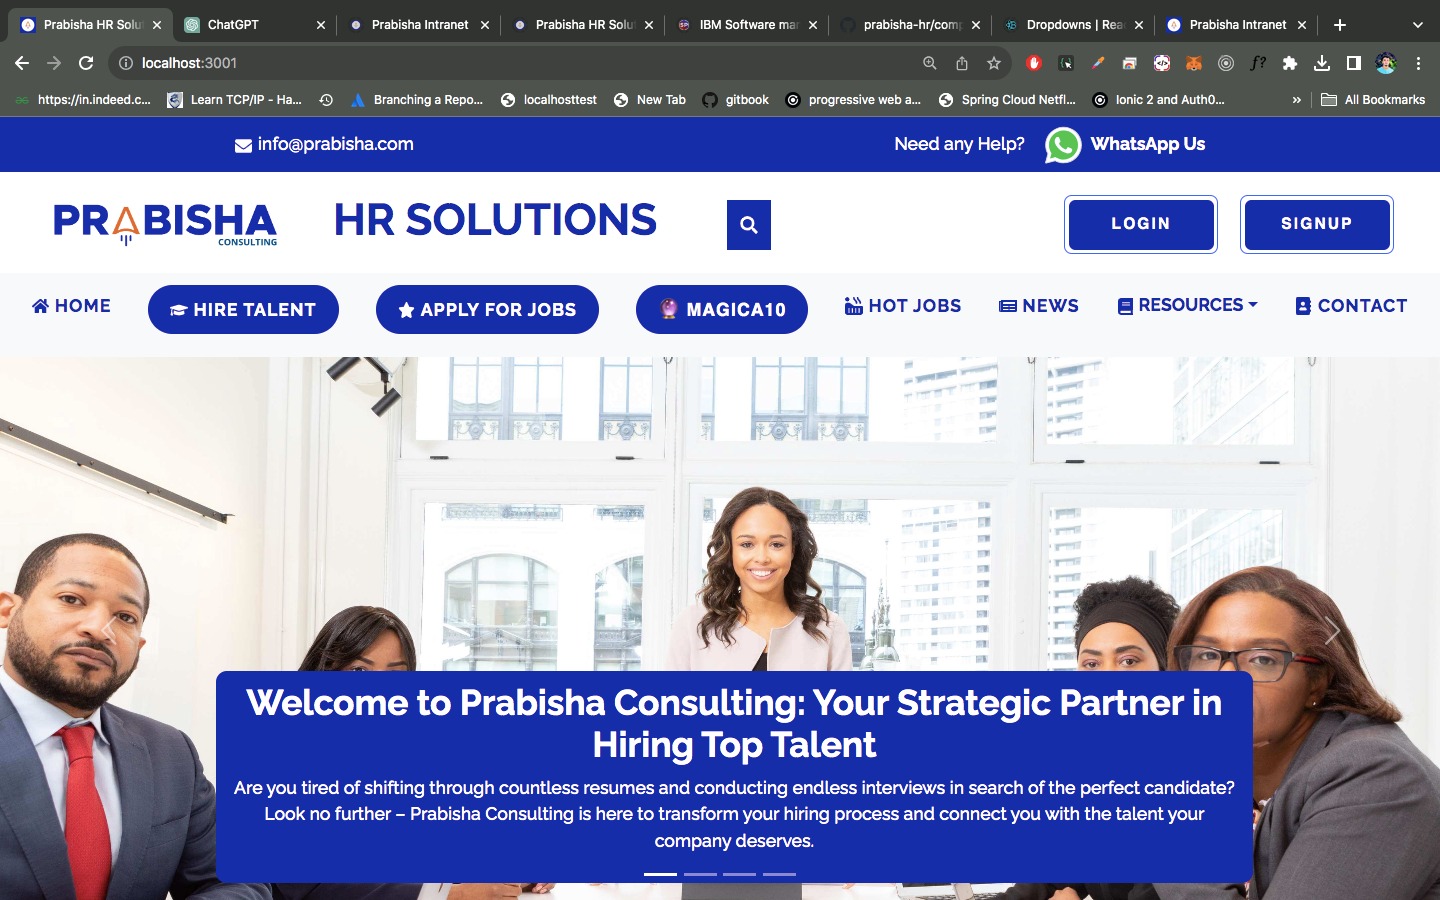 Prabisha HR Solu
ChatGPT
Prabisha Intranet
Prabisha HR Solu
IBM Software ma
prabisha-hr/com
Dropdowns | Rea
Prabisha Intranet
localhost:3001
https://in.indeed.c...
Learn TCP/IP - Ha...
Branching a Repo...
localhosttest
New Tab
gitbook
progressive web a...
Spring Cloud Netfl...
Ionic 2 and Auth0...
»
All Bookmarks
info@prabisha.com
Need any Help?
WhatsApp Us
PRABISHA
CONSULTING
HR SOLUTIONS
LOGIN
SIGNUP
HOME
HIRE TALENT
APPLY FOR JOBS
MAGICA10
HOT JOBS
NEWS
RESOURCES
CONTACT
Welcome to Prabisha Consulting: Your Strategic Partner in
Hiring Top Talent
Are you tired of shifting through countless resumes and conducting endless interviews in search of the perfect candidate?
Look no further – Prabisha Consulting is here to transform your hiring process and connect you with the talent your
company deserves.